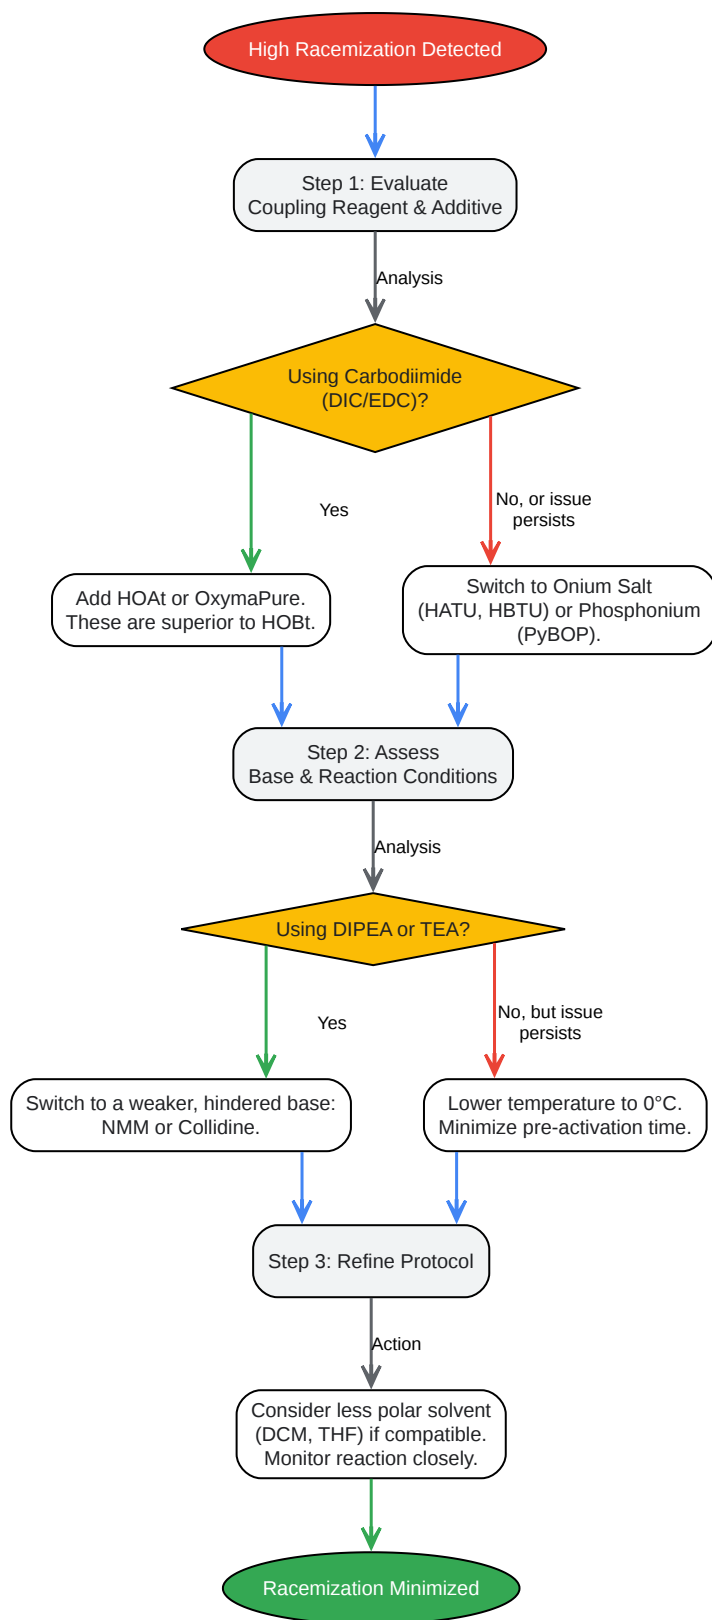 High Racemization Detected
Step 1: Evaluate
Coupling Reagent & Additive
Analysis
Using Carbodiimide
(DIC/EDC)?
Yes
No, or issue
persists
Add HOAt or OxymaPure.
These are superior to HOBt.
Switch to Onium Salt
(HATU, HBTU) or Phosphonium
(PyBOP).
Step 2: Assess
Base & Reaction Conditions
Analysis
Using DIPEA or TEA?
Yes
No, but issue
persists
Switch to a weaker, hindered base:
NMM or Collidine.
Lower temperature to 0°C.
Minimize pre-activation time.
Step 3: Refine Protocol
Action
Consider less polar solvent
(DCM, THF) if compatible.
Monitor reaction closely.
Racemization Minimized